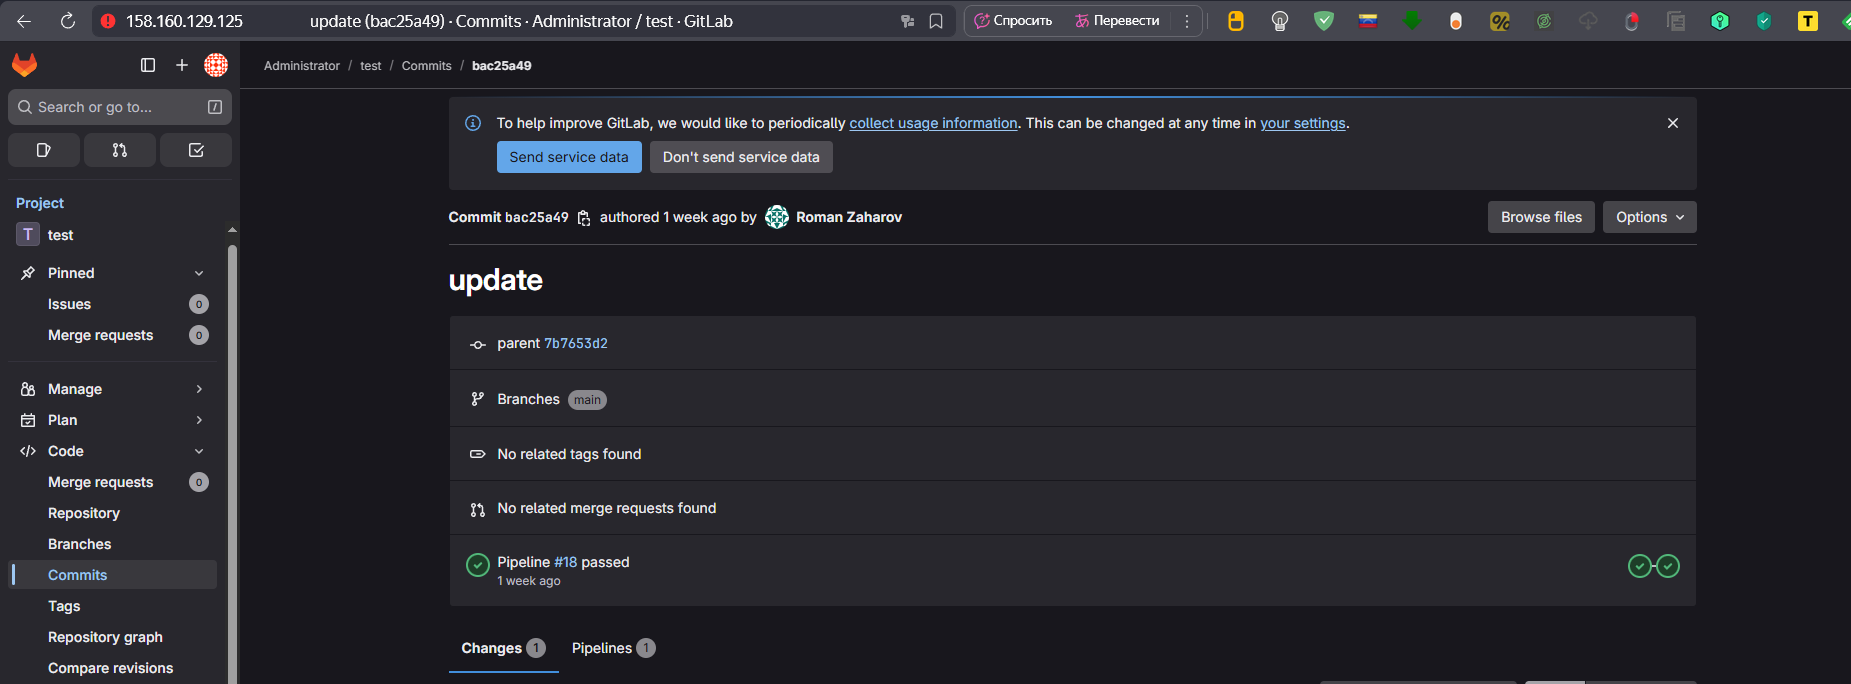 158.160.129.125 update (bac25a49) · Commits · Administrator / test · GitLab Спросить あ Перевести % T
Administrator / test / Commits / bac25a49
Search or go to... /
To help improve GitLab, we would like to periodically collect usage information. This can be changed at any time in your settings.
Send service data Don't send service data
Project
T test
Pinned
Issues 0
Merge requests 0
Manage
Plan
Code
Merge requests 0
Repository
Branches
Commits
Tags
Repository graph
Compare revisions
Commit bac25a49 authored 1 week ago by Roman Zaharov Browse files Options
update
parent 7b7653d2
Branches main
No related tags found
No related merge requests found
Pipeline #18 passed
1 week ago
Changes 1 Pipelines 1